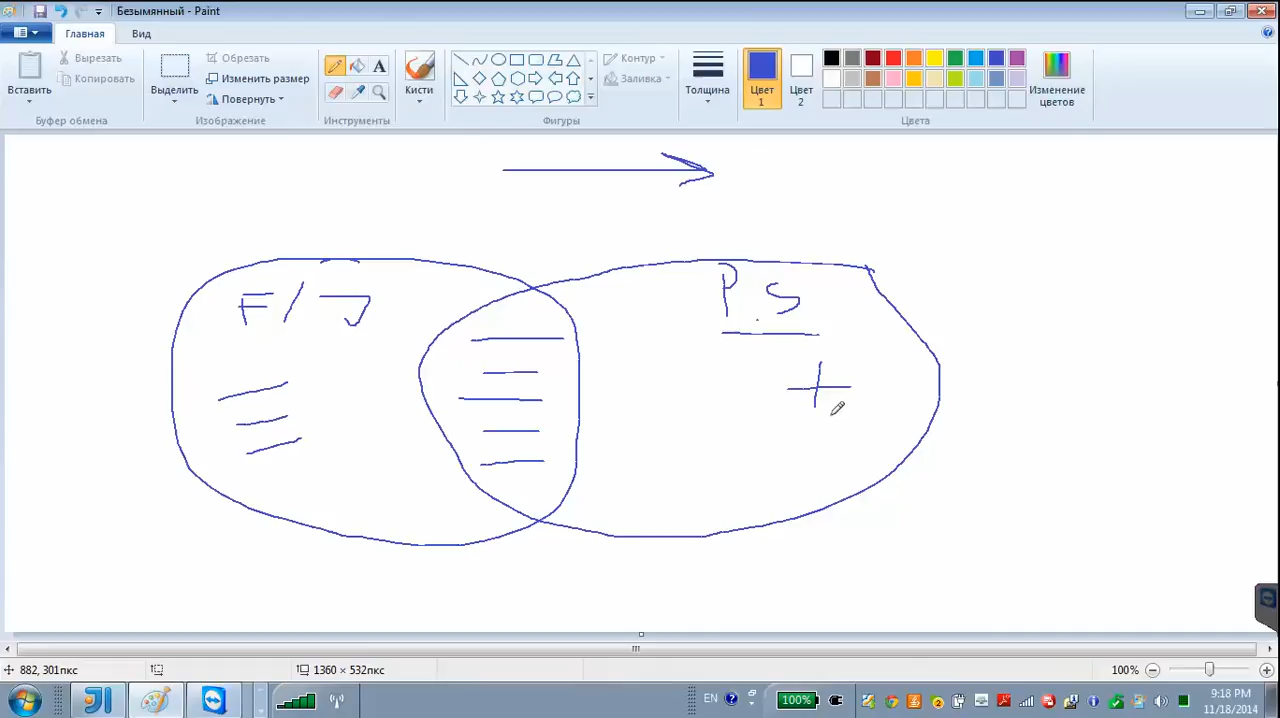 Безымянный - Paint
Главная
Вид
Вставить
Вырезать
Копировать
Буфер обмена
Выделить
Обрезать
Изменить размер
Повернуть
Изображение
A
Инструменты
Кисти
Контур
Заливка
Фигуры
Толщина
Цвет 1
Цвет 2
Изменение цветов
Цвета
F / J
P.S
+
882, 301пкс
1360 × 532пкс
100%
EN
100%
9:18 PM
11/18/2014